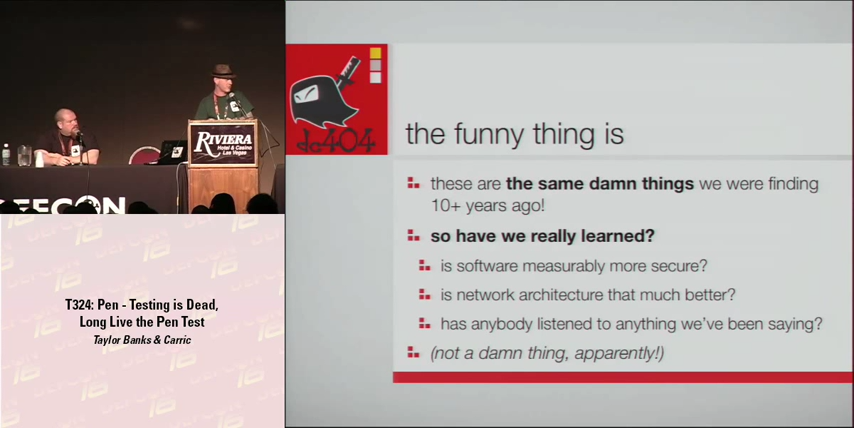 RIVIERA
Hotel & Casino
Las Vegas
DEFCON
T324: Pen - Testing is Dead,
Long Live the Pen Test
Taylor Banks & Carric
dc404
the funny thing is
these are the same damn things we were finding
10+ years ago!
so have we really learned?
is software measurably more secure?
is network architecture that much better?
has anybody listened to anything we've been saying?
(not a damn thing, apparently!)